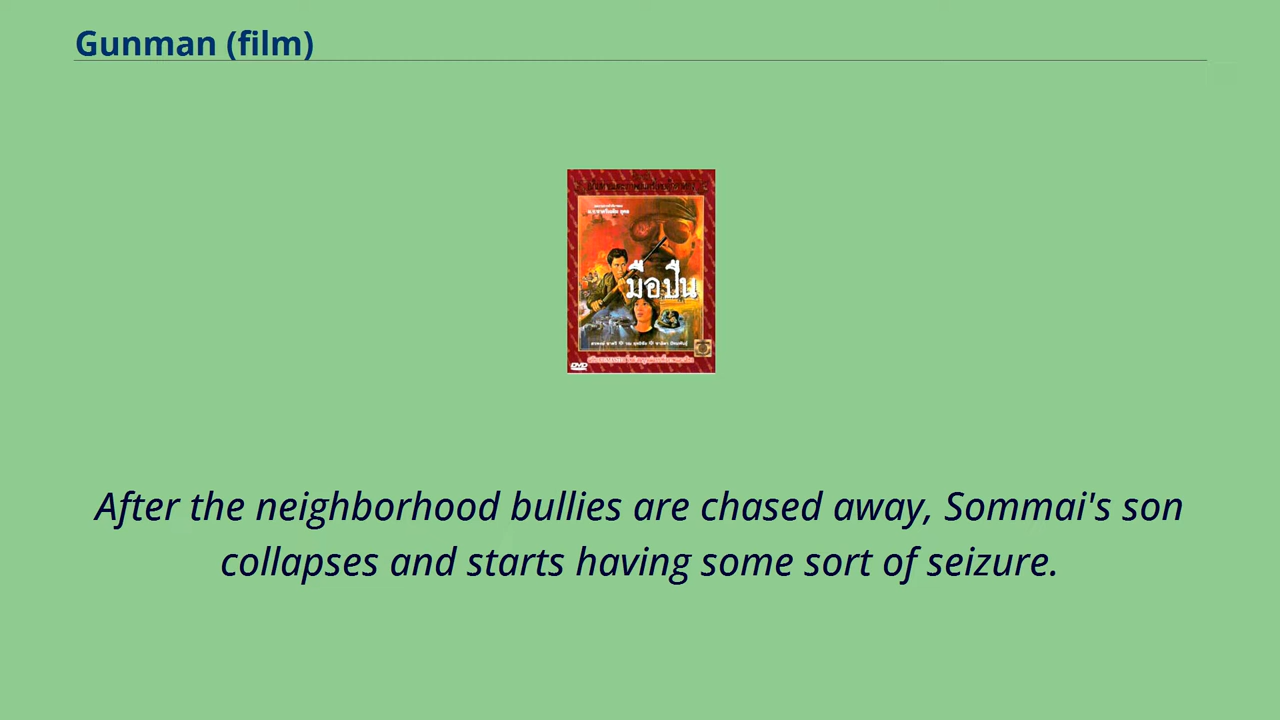 Gunman (film)
มือปืน
DVD
After the neighborhood bullies are chased away, Sommai's son
collapses and starts having some sort of seizure.